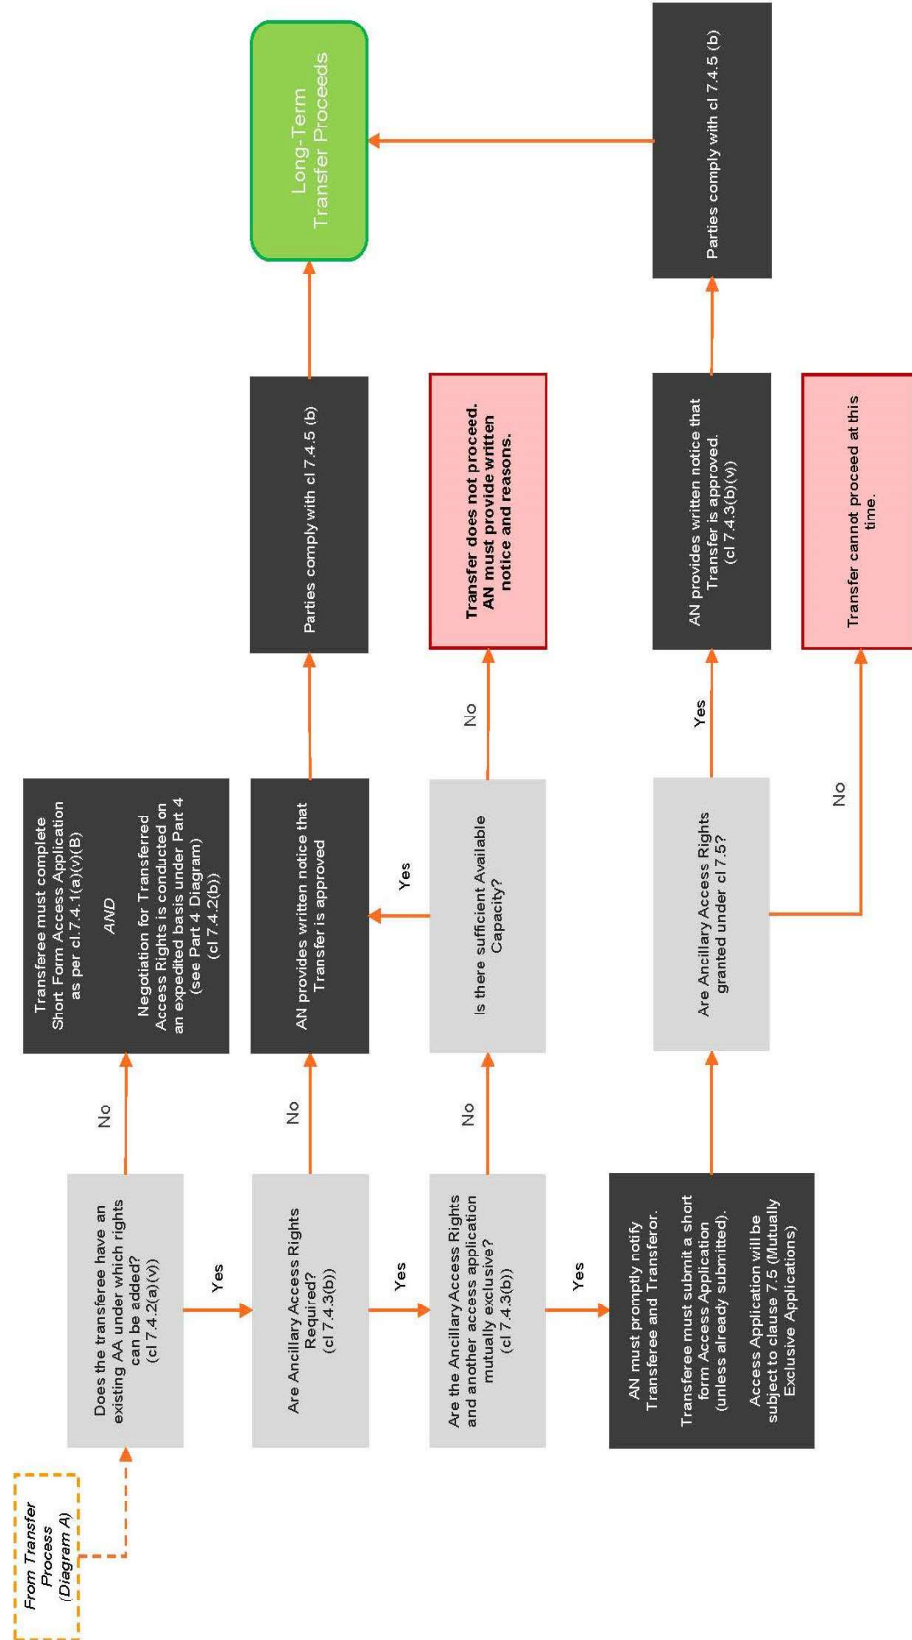 From Transfer
Process
(Diagram A)
Does the transferee have an
existing AA under which rights
can be added?
(cl 7.4.2(a)(v))
No
Transferee must complete
Short Form Access Application
as per cl.7.4.1(a)(v)(B)
AND
Negotiation for Transferred
Access Rights is conducted on
an expedited basis under Part 4
(see Part 4 Diagram)
(cl 7.4.2(b))
Yes
Are Ancillary Access Rights
Required?
(cl 7.4.3(b))
No
AN provides written notice that
Transfer is approved
Parties comply with cl 7.4.5 (b)
Long-Term
Transfer Proceeds
Yes
Yes
Are the Ancillary Access Rights
and another access application
mutually exclusive?
(cl 7.4.3(b))
No
Is there sufficient Available
Capacity?
No
Transfer does not proceed.
AN must provide written
notice and reasons.
Yes
AN must promptly notify
Transferee and Transferor.
Transferee must submit a short
form Access Application
(unless already submitted).
Access Application will be
subject to clause 7.5 (Mutually
Exclusive Applications)
Are Ancillary Access Rights
granted under cl 7.5?
Yes
AN provides written notice that
Transfer is approved.
(cl 7.4.3(b)(v))
Parties comply with cl 7.4.5 (b)
No
Transfer cannot proceed at this
time.